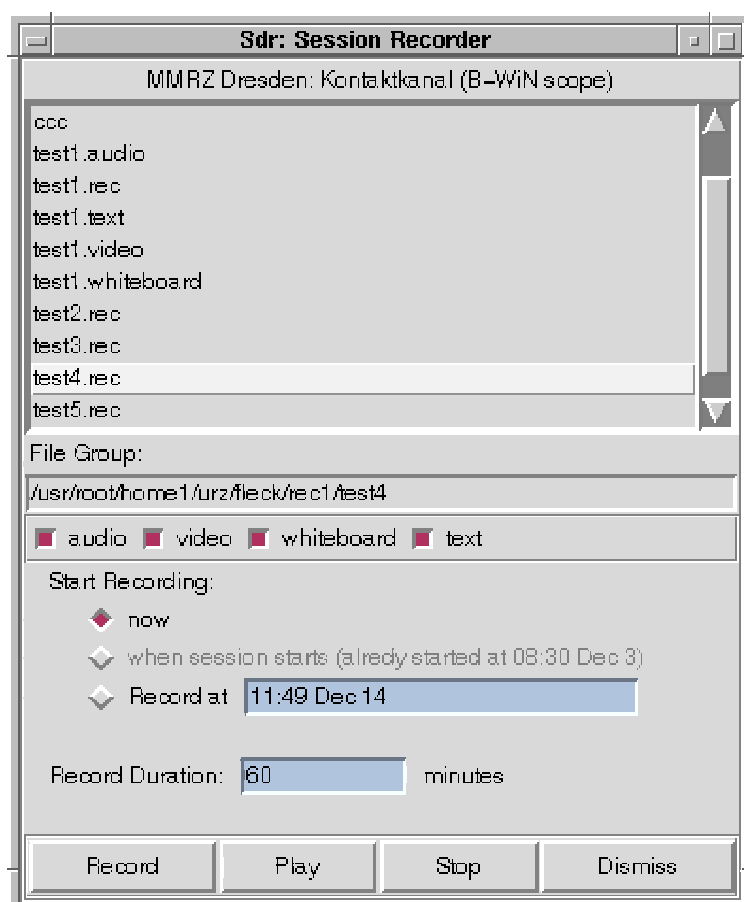 Sdr: Session Recorder
MMRZ Dresden: Kontaktkanal (B-WiN scope)
ccc
test1.audio
test1.rec
test1.text
test1.video
test1.whiteboard
test2.rec
test3.rec
test4.rec
test5.rec
File Group:
/usr/root/home1/urz/fleck/rec1/test4
audio video whiteboard text
Start Recording:
now
when session starts (alredy started at 08:30 Dec 3)
Record at 11:49 Dec 14
Record Duration: 60 minutes
Record Play Stop Dismiss